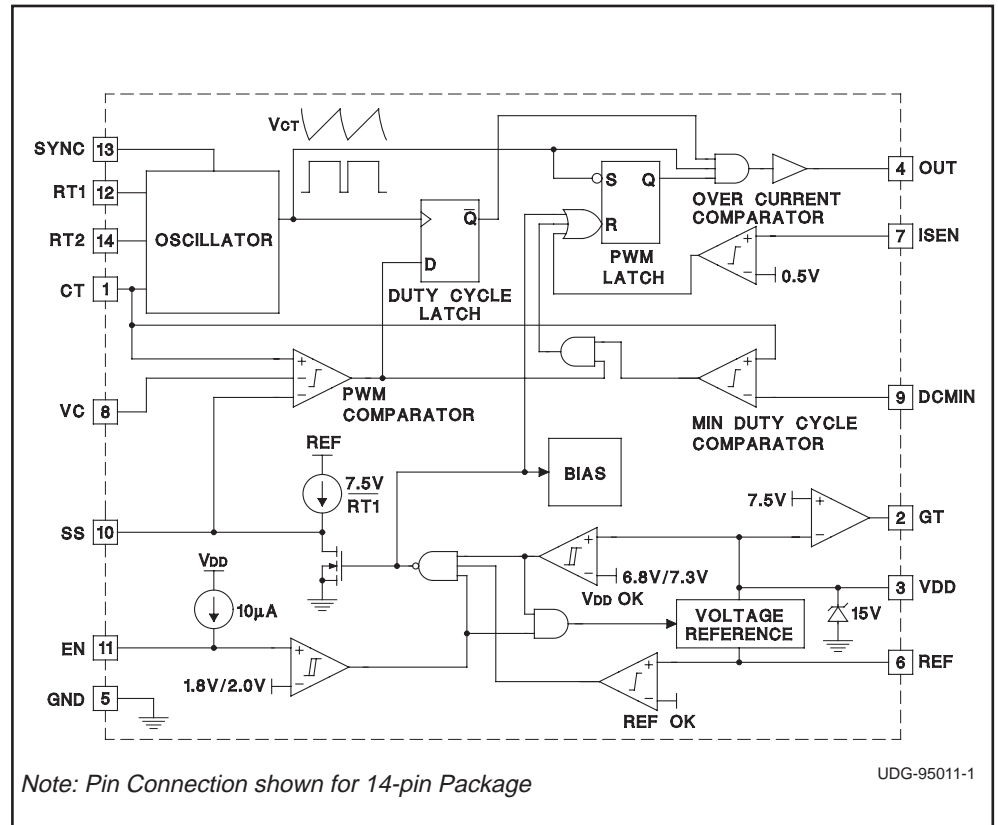 VCT
SYNC 13
RT1 12
RT2 14
CT 1
OSCILLATOR
Q
D
DUTY CYCLE
LATCH
S Q
R
PWM
LATCH
4 OUT
OVER CURRENT
COMPARATOR
7 ISEN
+
−
0.5V
+
−
−
PWM
COMPARATOR
VC 8
+
−
9 DCMIN
MIN DUTY CYCLE
COMPARATOR
REF
7.5V
RT1
BIAS
7.5V
+
−
2 GT
SS 10
+
−
6.8V/7.3V
VDD OK
3 VDD
15V
VDD
10µA
VOLTAGE
REFERENCE
EN 11
+
−
1.8V/2.0V
6 REF
+
−
REF OK
GND 5
Note: Pin Connection shown for 14-pin Package
UDG-95011-1